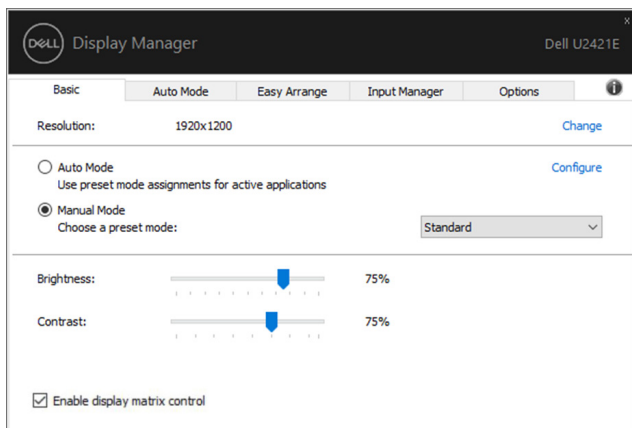 DELL Display Manager Dell U2421E
x
Basic Auto Mode Easy Arrange Input Manager Options i
Resolution: 1920x1200 Change
Auto Mode Configure
Use preset mode assignments for active applications
Manual Mode
Choose a preset mode: Standard
Brightness: 75%
Contrast: 75%
Enable display matrix control